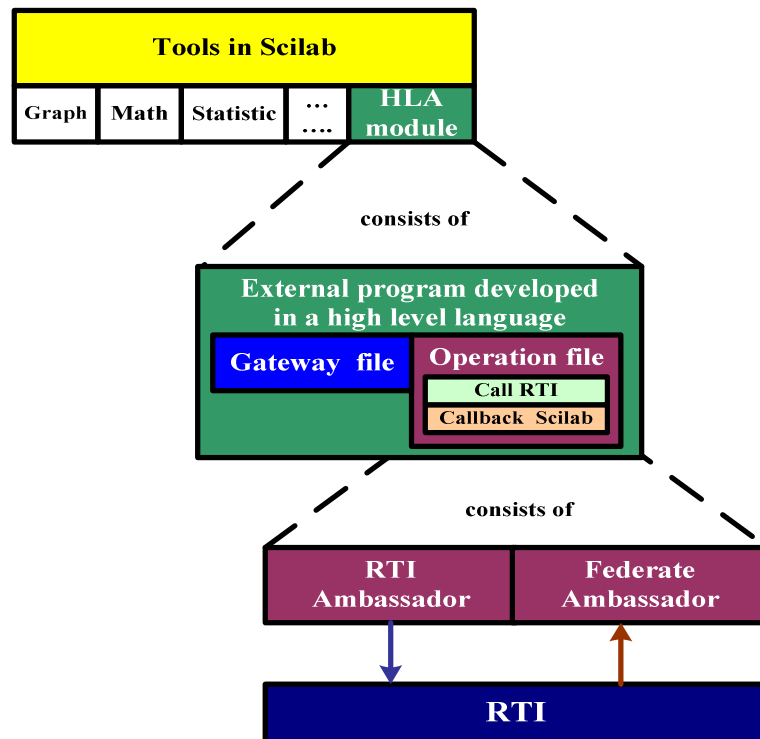 Tools in Scilab
Graph
Math
Statistic
...
....
HLA
module
consists of
External program developed
in a high level language
Gateway file
Operation file
Call RTI
Callback Scilab
consists of
RTI
Ambassador
Federate
Ambassador
RTI